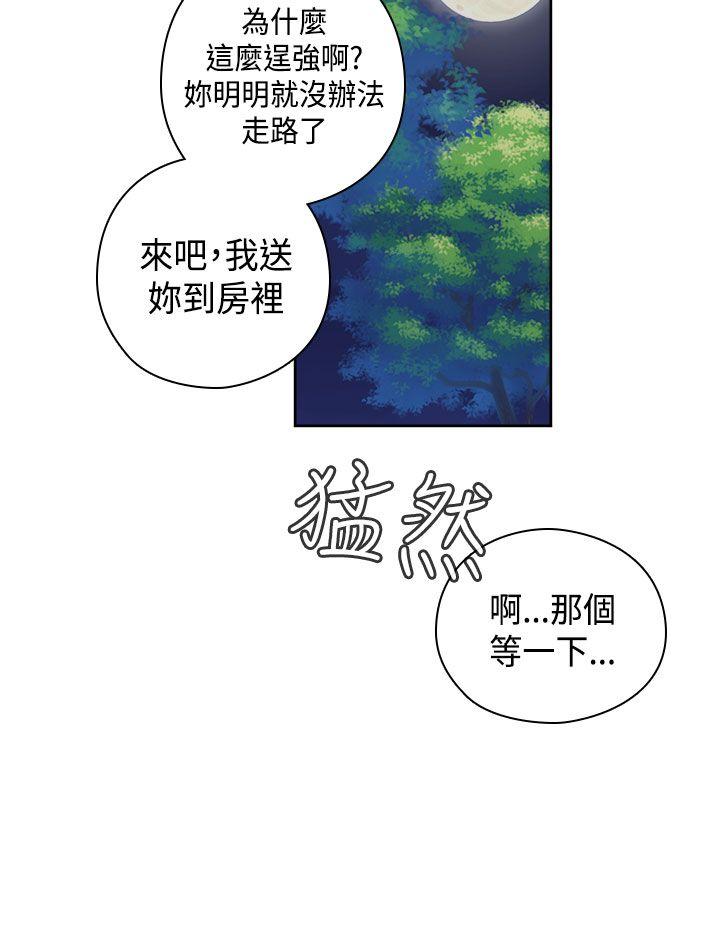 為什麼
這麼逞強啊?
妳明明就沒辦法
走路了
來吧,我送
妳到房裡
猛然
啊...那個
等一下...